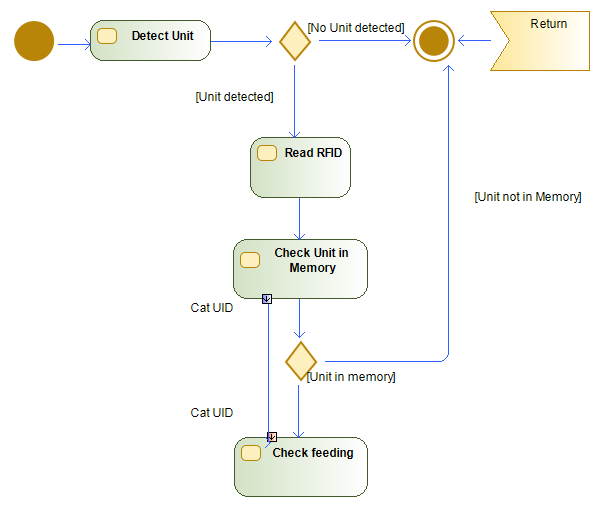 [No Unit detected]
Return
Detect Unit
[Unit detected]
Read RFID
[Unit not in Memory]
Check Unit in
Memory
Cat UID
[Unit in memory]
Cat UID
Check feeding